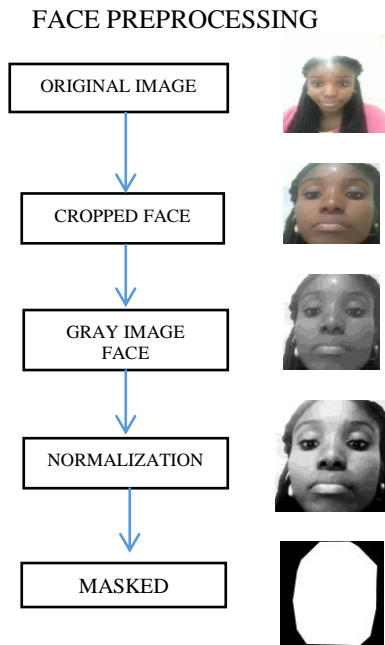 FACE PREPROCESSING
ORIGINAL IMAGE
CROPPED FACE
GRAY IMAGE
FACE
NORMALIZATION
MASKED